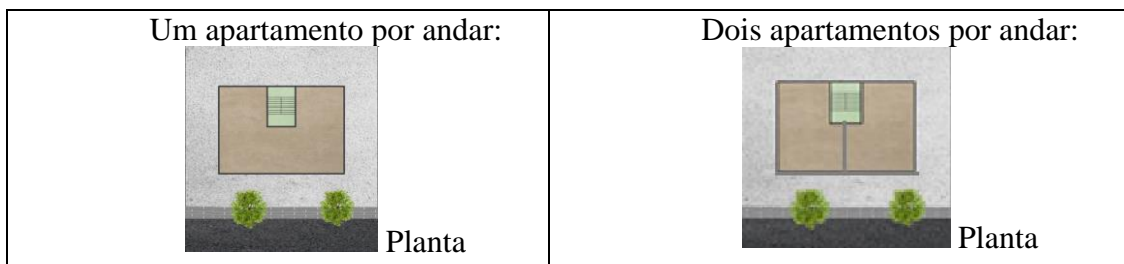 Um apartamento por andar:
Planta
Dois apartamentos por andar:
Planta